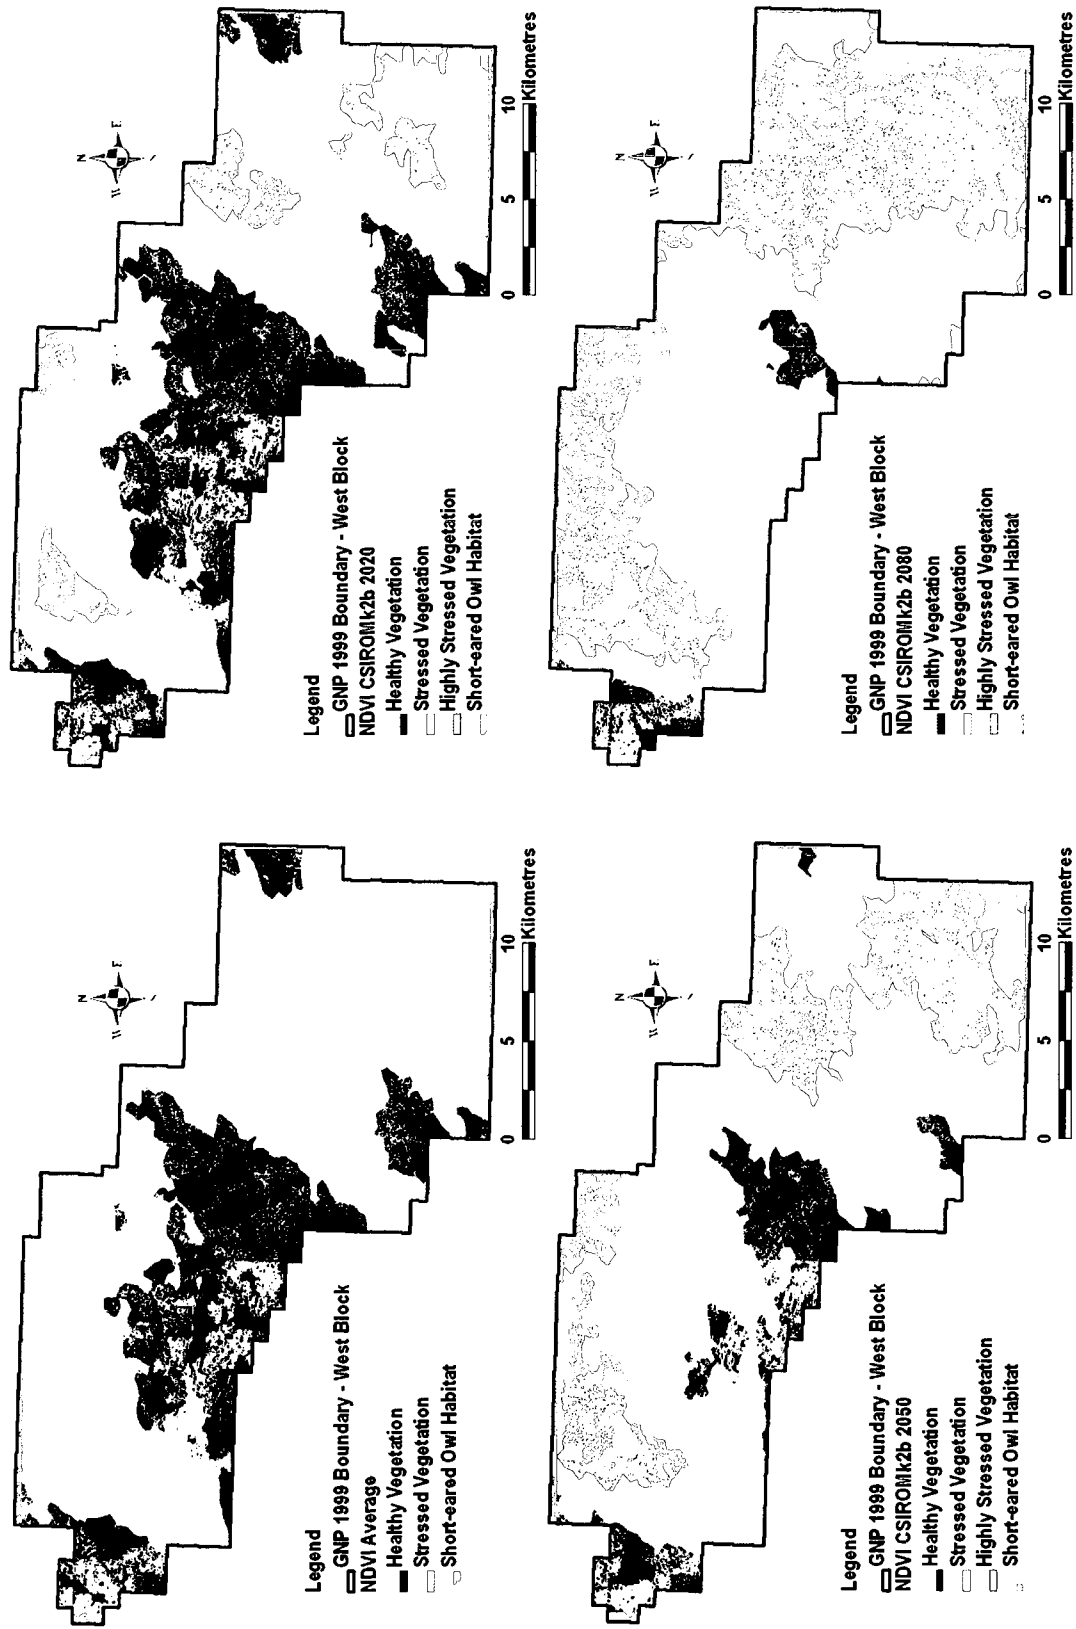 N
E
Legend
GNP 1999 Boundary - West Block
NDVI Average
Healthy Vegetation
Stressed Vegetation
Short-eared Owl Habitat
0 5 10
Kilometres
N
E
Legend
GNP 1999 Boundary - West Block
NDVI CSIROMk2b 2020
Healthy Vegetation
Stressed Vegetation
Highly Stressed Vegetation
Short-eared Owl Habitat
0 5 10
Kilometres
N
E
Legend
GNP 1999 Boundary - West Block
NDVI CSIROMk2b 2050
Healthy Vegetation
Stressed Vegetation
Highly Stressed Vegetation
Short-eared Owl Habitat
0 5 10
Kilometres
N
E
Legend
GNP 1999 Boundary - West Block
NDVI CSIROMk2b 2080
Healthy Vegetation
Stressed Vegetation
Highly Stressed Vegetation
Short-eared Owl Habitat
0 5 10
Kilometres